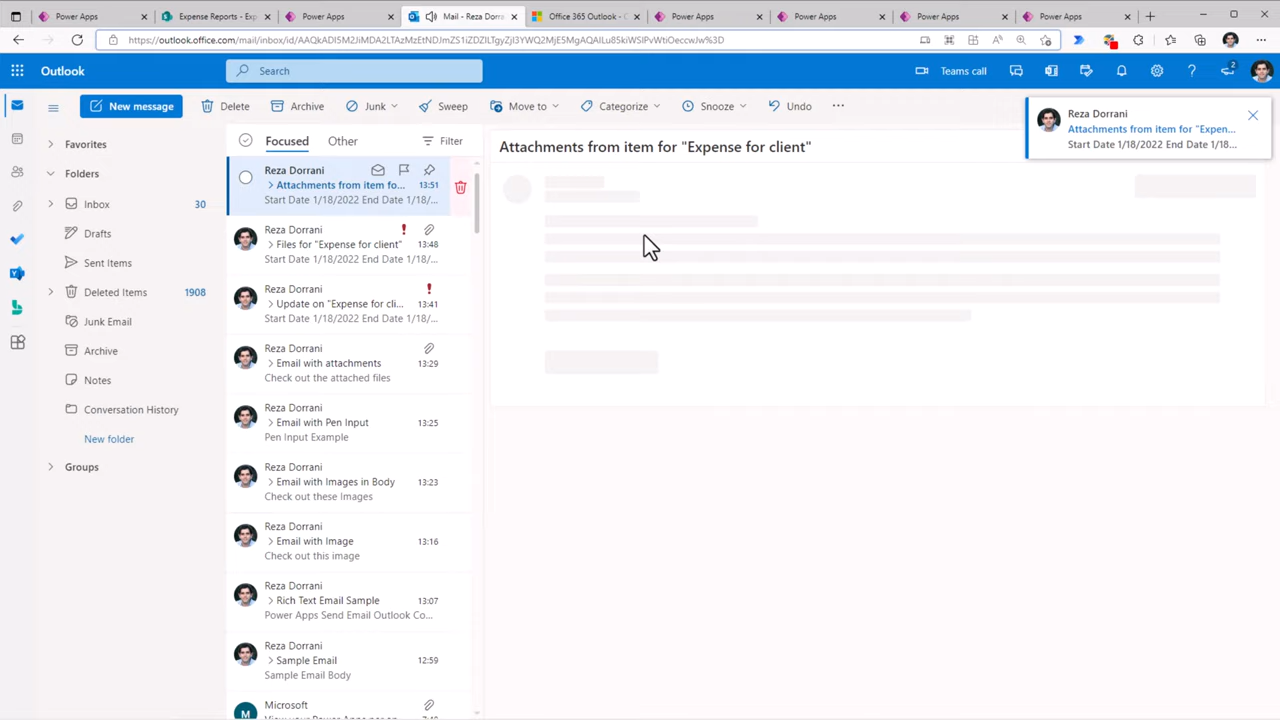 Power Apps
Expense Reports - Exp
Power Apps
Mail - Reza Dorra
Office 365 Outlook - C
Power Apps
Power Apps
Power Apps
Power Apps
https://outlook.office.com/mail/inbox/id/AAQkADI5M2JiMDA2LTAzMzEtNDJmZS1iZDZILTgyZjI3YWQ2MjE5MgAQAILu85kiWSlPvWtiOeccwJw%3D
Outlook
Search
Teams call
2
New message
Delete
Archive
Junk
Sweep
Move to
Categorize
Snooze
Undo
Reza Dorrani
Attachments from item for "Expen...
Start Date 1/18/2022 End Date 1/18...
Favorites
Folders
Inbox 30
Drafts
Sent Items
Deleted Items 1908
Junk Email
Archive
Notes
Conversation History
New folder
Groups
Focused
Other
Filter
Reza Dorrani
Attachments from item fo... 13:51
Start Date 1/18/2022 End Date 1/18/...
Reza Dorrani
Files for "Expense for client" 13:48
Start Date 1/18/2022 End Date 1/18/...
Reza Dorrani
Update on "Expense for cli... 13:41
Start Date 1/18/2022 End Date 1/18/...
Reza Dorrani
Email with attachments 13:29
Check out the attached files
Reza Dorrani
Email with Pen Input 13:25
Pen Input Example
Reza Dorrani
Email with Images in Body 13:23
Check out these Images
Reza Dorrani
Email with Image 13:16
Check out this image
Reza Dorrani
Rich Text Email Sample 13:07
Power Apps Send Email Outlook Co...
Reza Dorrani
Sample Email 12:59
Sample Email Body
M
Microsoft
Attachments from item for "Expense for client"